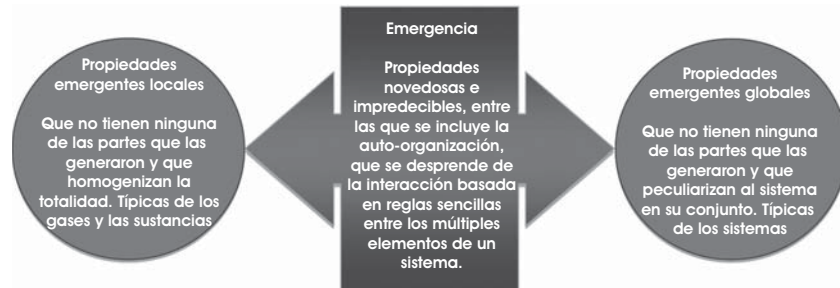 Propiedades
emergentes locales
Que no tienen ninguna
de las partes que las
generaron y que
homogenizan la
totalidad. Típicas de los
gases y las sustancias
Emergencia
Propiedades
novedosas e
impredecibles, entre
las que se incluye la
auto-organización,
que se desprende de
la interacción basada
en reglas sencillas
entre los múltiples
elementos de un
sistema.
Propiedades
emergentes globales
Que no tienen ninguna
de las partes que las
generaron y que
peculiarizan al sistema
en su conjunto. Típicas
de los sistemas